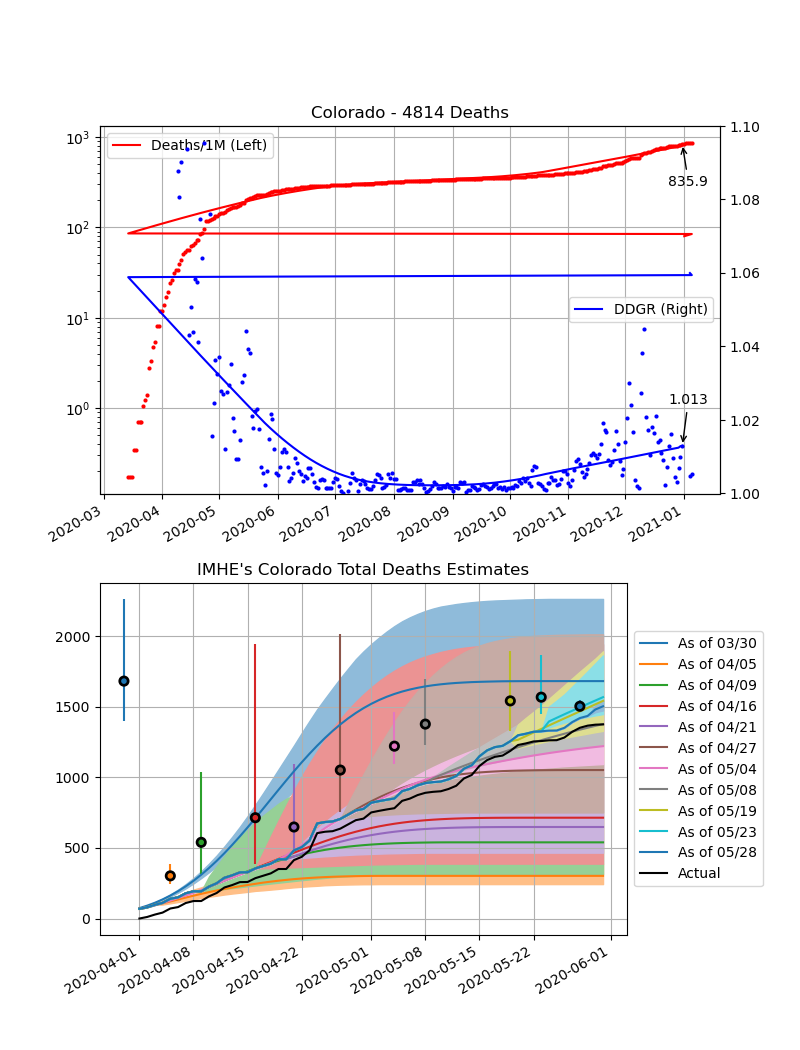 Colorado - 4814 Deaths
10³
10²
10¹
10⁰
Deaths/1M (Left)
835.9
DDGR (Right)
1.013
1.10
1.08
1.06
1.04
1.02
1.00
2020-03
2020-04
2020-05
2020-06
2020-07
2020-08
2020-09
2020-10
2020-11
2020-12
2021-01
IMHE's Colorado Total Deaths Estimates
2000
1500
1000
500
0
2020-04-01
2020-04-08
2020-04-15
2020-04-22
2020-05-01
2020-05-08
2020-05-15
2020-05-22
2020-06-01
As of 03/30
As of 04/05
As of 04/09
As of 04/16
As of 04/21
As of 04/27
As of 05/04
As of 05/08
As of 05/19
As of 05/23
As of 05/28
Actual